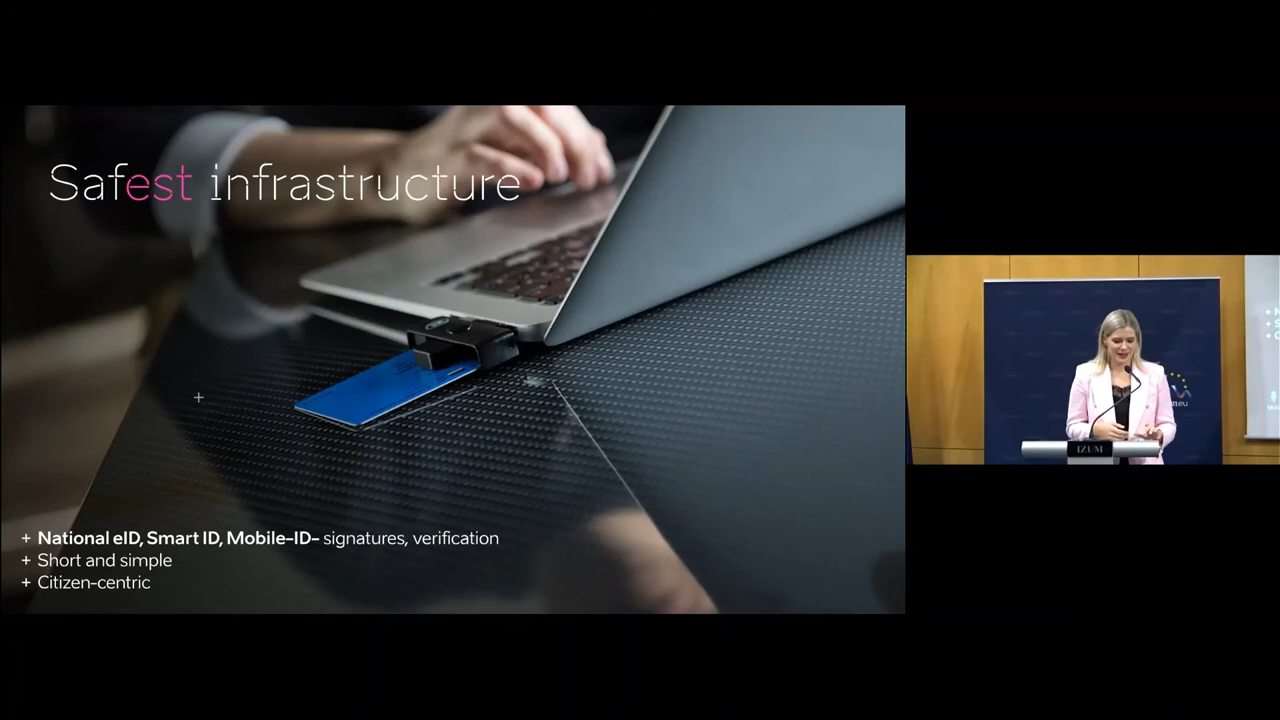 Safest infrastructure
+ National eID, Smart ID, Mobile-ID- signatures, verification
+ Short and simple
+ Citizen-centric
IZUM